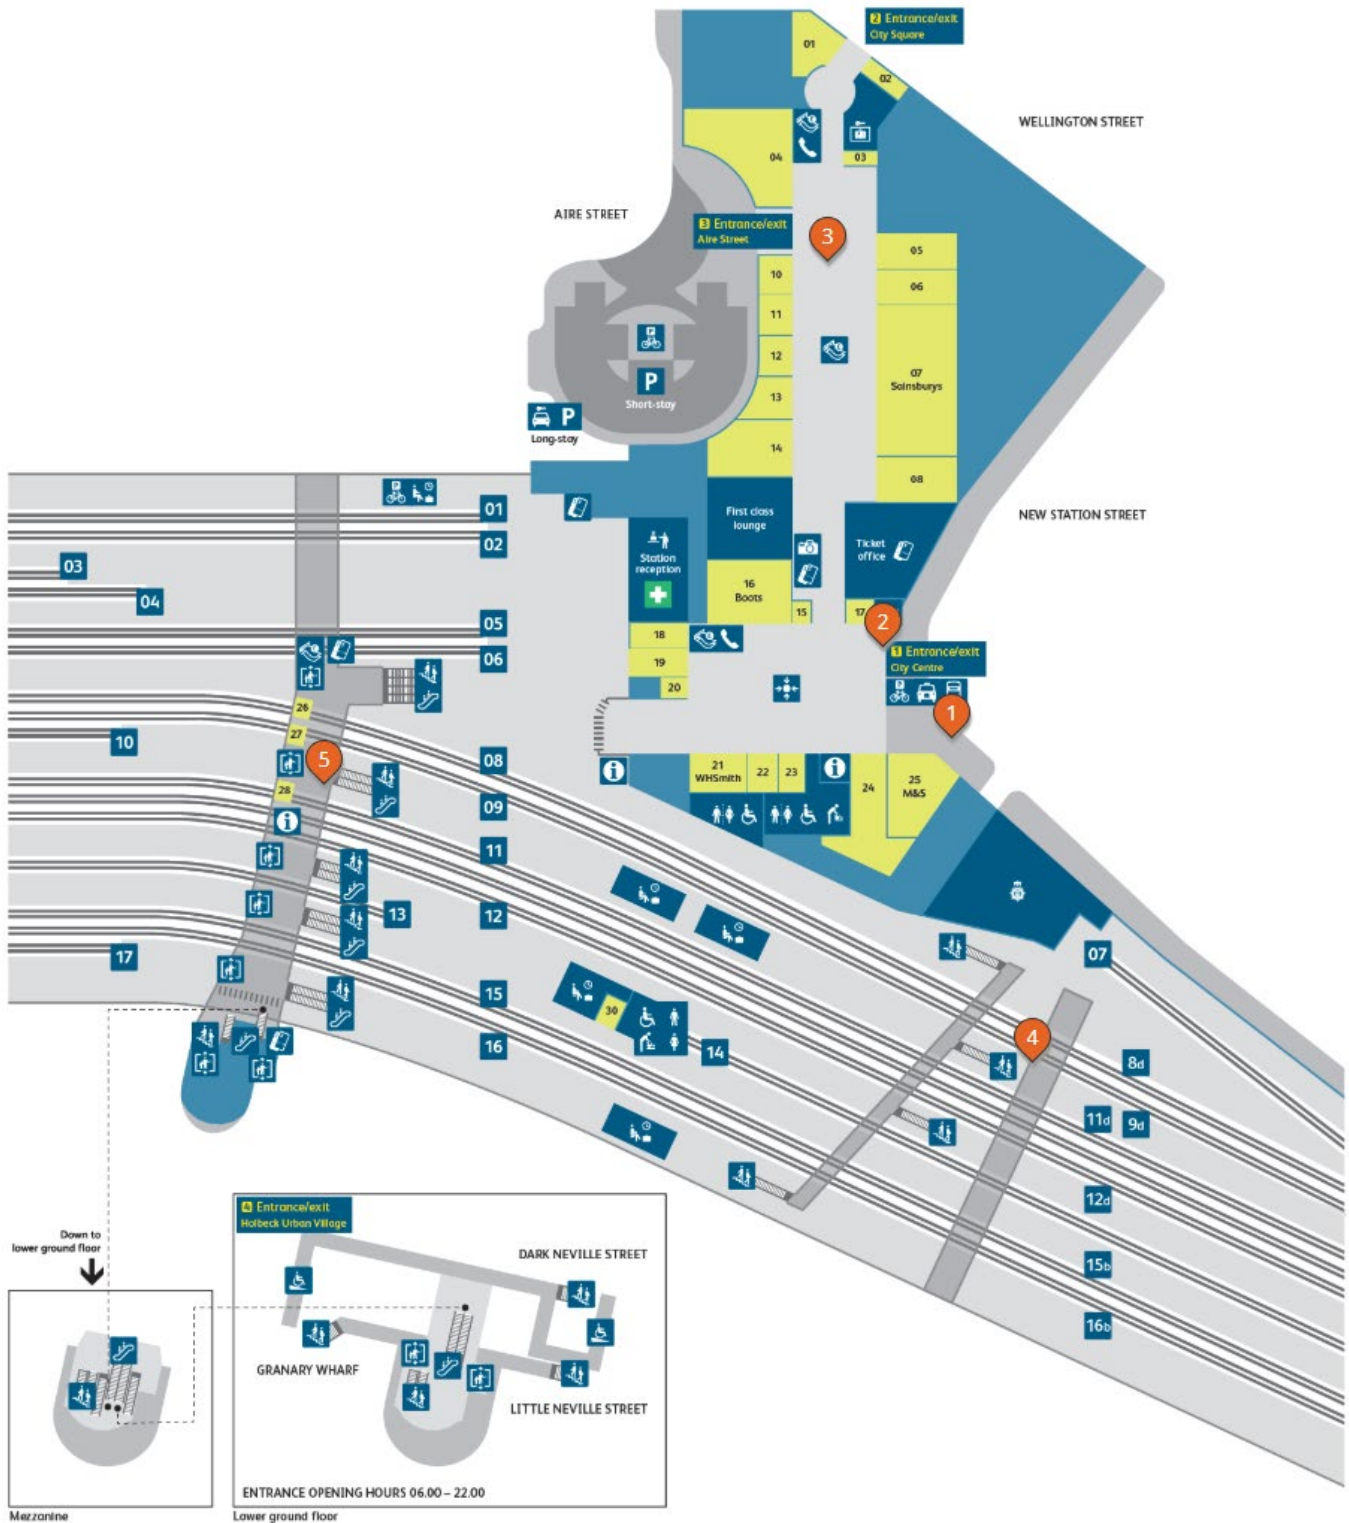 2 Entrance/exit
City Square
01
02
WELLINGTON STREET
03
04
AIRE STREET
3 Entrance/exit
Aire Street
3
05
06
10
11
12
13
14
07
Sainsburys
08
P
P
Short-stay
P
Long-stay
NEW STATION STREET
First class
lounge
Ticket
office
Station
reception
16
Boots
15
17
2
18
19
20
1 Entrance/exit
City Centre
1
01
02
03
04
05
06
26
27
5
28
10
08
09
11
12
13
17
15
16
21
WHSmith
22
23
24
25
M&S
30
14
07
4
8d
11d
9d
12d
15b
16b
Down to
lower ground floor
Mezzanine
4 Entrance/exit
Holbeck Urban Village
DARK NEVILLE STREET
GRANARY WHARF
LITTLE NEVILLE STREET
ENTRANCE OPENING HOURS 06.00 – 22.00
Lower ground floor